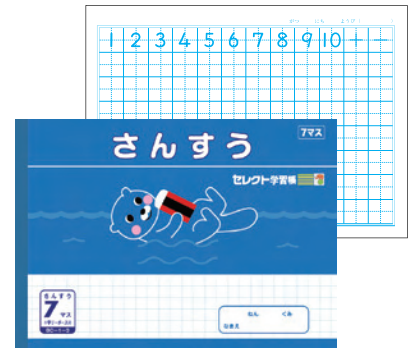 がつ にち ようび
1 2 3 4 5 6 7 8 9 10 + −
さんすう
7マス
セレクト学習帳
さんすう
7マス
ねん くみ
なまえ